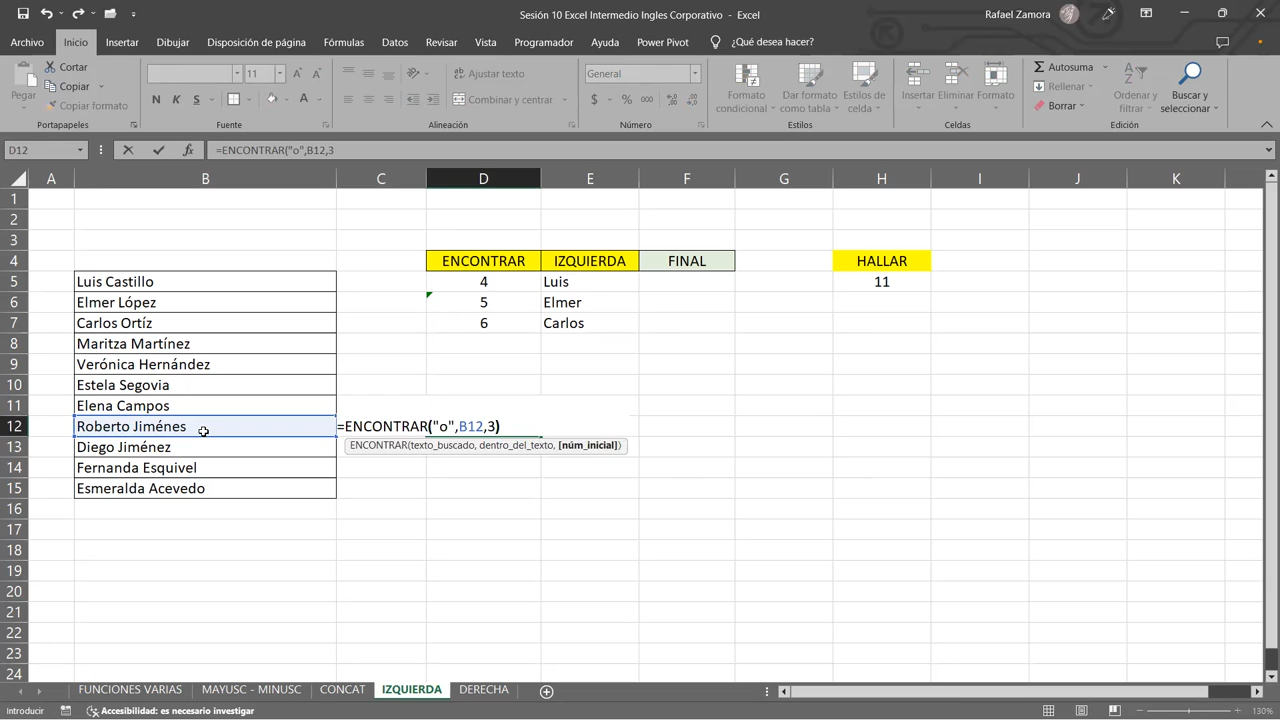 Sesión 10 Excel Intermedio Ingles Corporativo - Excel
Rafael Zamora
Archivo Inicio Insertar Dibujar Disposición de página Fórmulas Datos Revisar Vista Programador Ayuda Power Pivot ¿Qué desea hacer?
Pegar
Cortar
Copiar
Copiar formato
11
N K S
Ajustar texto
Combinar y centrar
General
$ % 000
Formato condicional
Dar formato como tabla
Estilos de celda
Insertar Eliminar Formato
Autosuma
Rellenar
Borrar
Ordenar y filtrar
Buscar y seleccionar
Portapapeles Fuente Alineación Número Estilos Celdas Edición
D12 fx =ENCONTRAR("o",B12,3
A B C D E F G H I J K
1
2
3
4 ENCONTRAR IZQUIERDA FINAL HALLAR
5 Luis Castillo 4 Luis 11
6 Elmer López 5 Elmer
7 Carlos Ortíz 6 Carlos
8 Maritza Martínez
9 Verónica Hernández
10 Estela Segovia
11 Elena Campos
12 Roberto Jiménes =ENCONTRAR("o",B12,3)
ENCONTRAR(texto_buscado, dentro_del_texto, [núm_inicial])
13 Diego Jiménez
14 Fernanda Esquivel
15 Esmeralda Acevedo
16
17
18
19
20
21
22
23
24
FUNCIONES VARIAS MAYUSC - MINUSC CONCAT IZQUIERDA DERECHA
Introducir Accesibilidad: es necesario investigar 130%